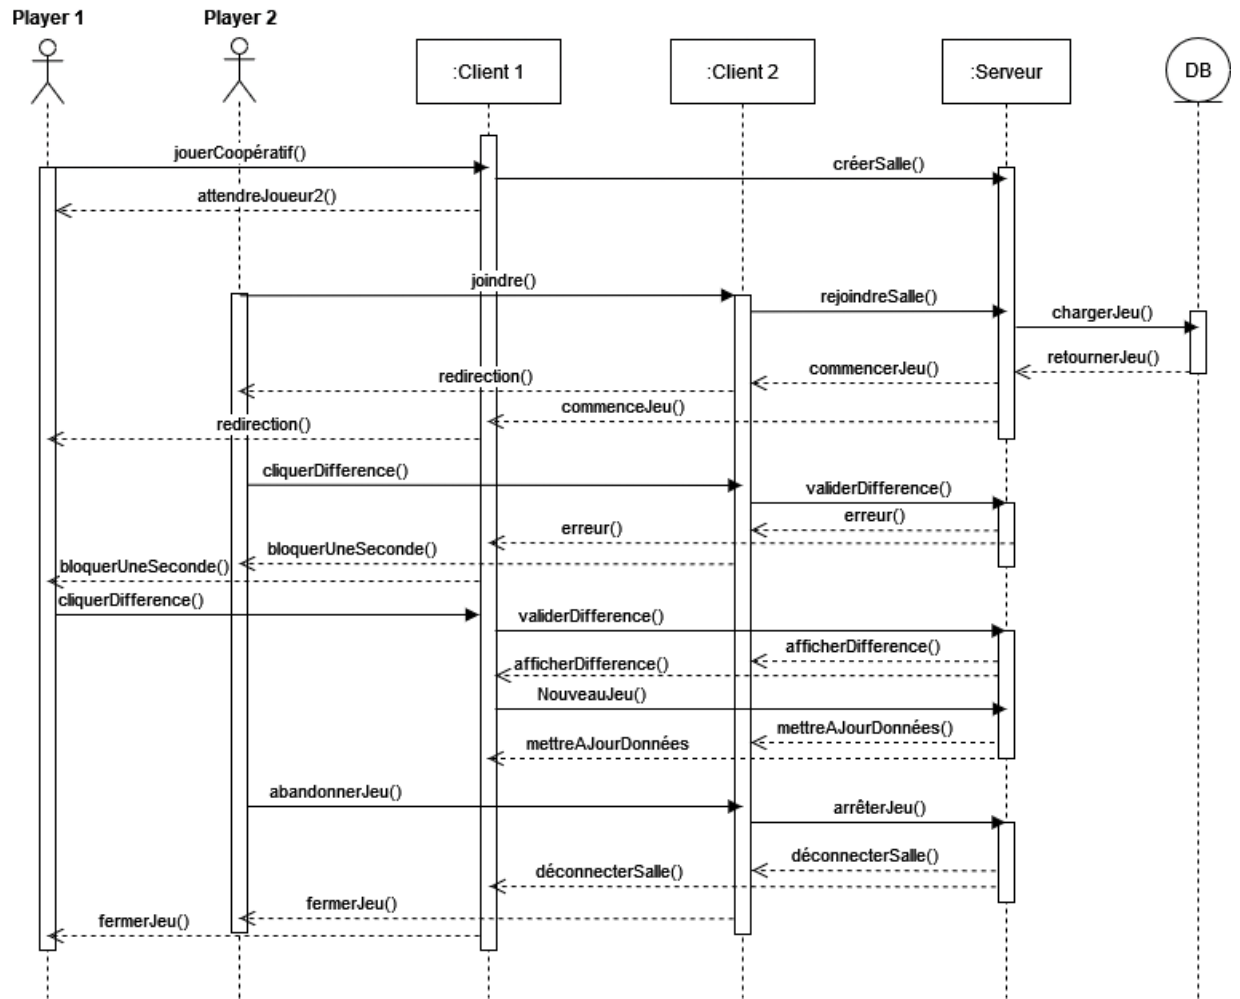 Player 1
Player 2
:Client 1
:Client 2
:Serveur
DB
jouerCoopératif()
créerSalle()
attendreJoueur2()
joindre()
rejoindreSalle()
chargerJeu()
retournerJeu()
commencerJeu()
redirection()
commenceJeu()
redirection()
cliquerDifference()
validerDifference()
erreur()
erreur()
bloquerUneSeconde()
bloquerUneSeconde()
cliquerDifference()
validerDifference()
afficherDifference()
afficherDifference()
NouveauJeu()
mettreAJourDonnées()
mettreAJourDonnées
abandonnerJeu()
arrêterJeu()
déconnecterSalle()
déconnecterSalle()
fermerJeu()
fermerJeu()